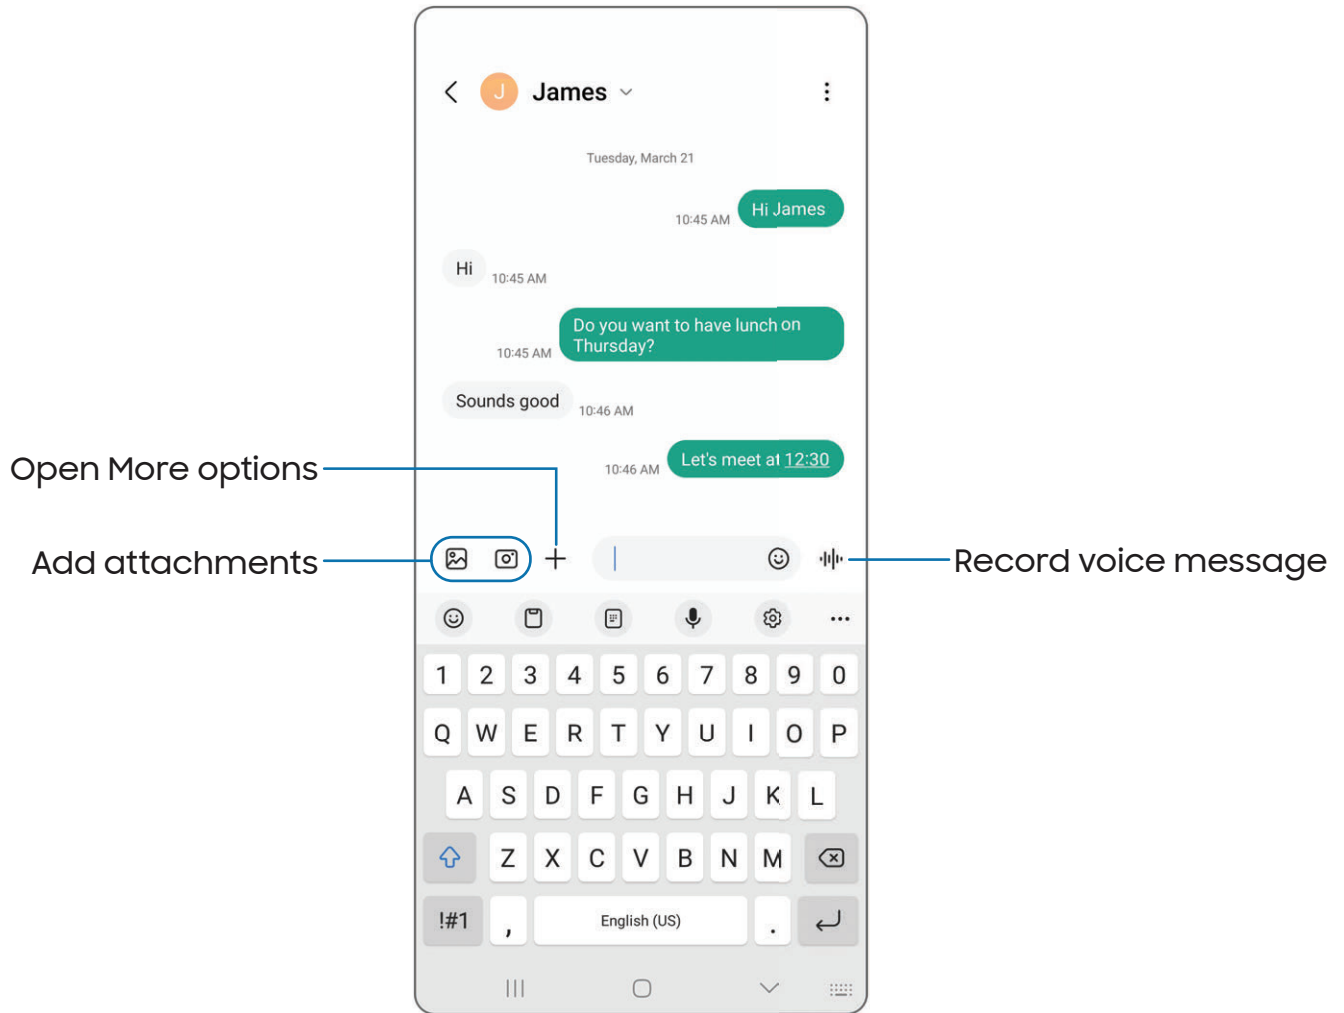 J James
Tuesday, March 21
Hi James
10:45 AM
Hi
10:45 AM
Do you want to have lunch on
Thursday?
10:45 AM
Sounds good
10:46 AM
Let's meet at 12:30
10:46 AM
Open More options
Add attachments
Record voice message
1 2 3 4 5 6 7 8 9 0
Q W E R T Y U I O P
A S D F G H J K L
Z X C V B N M
!#1 , English (US) .